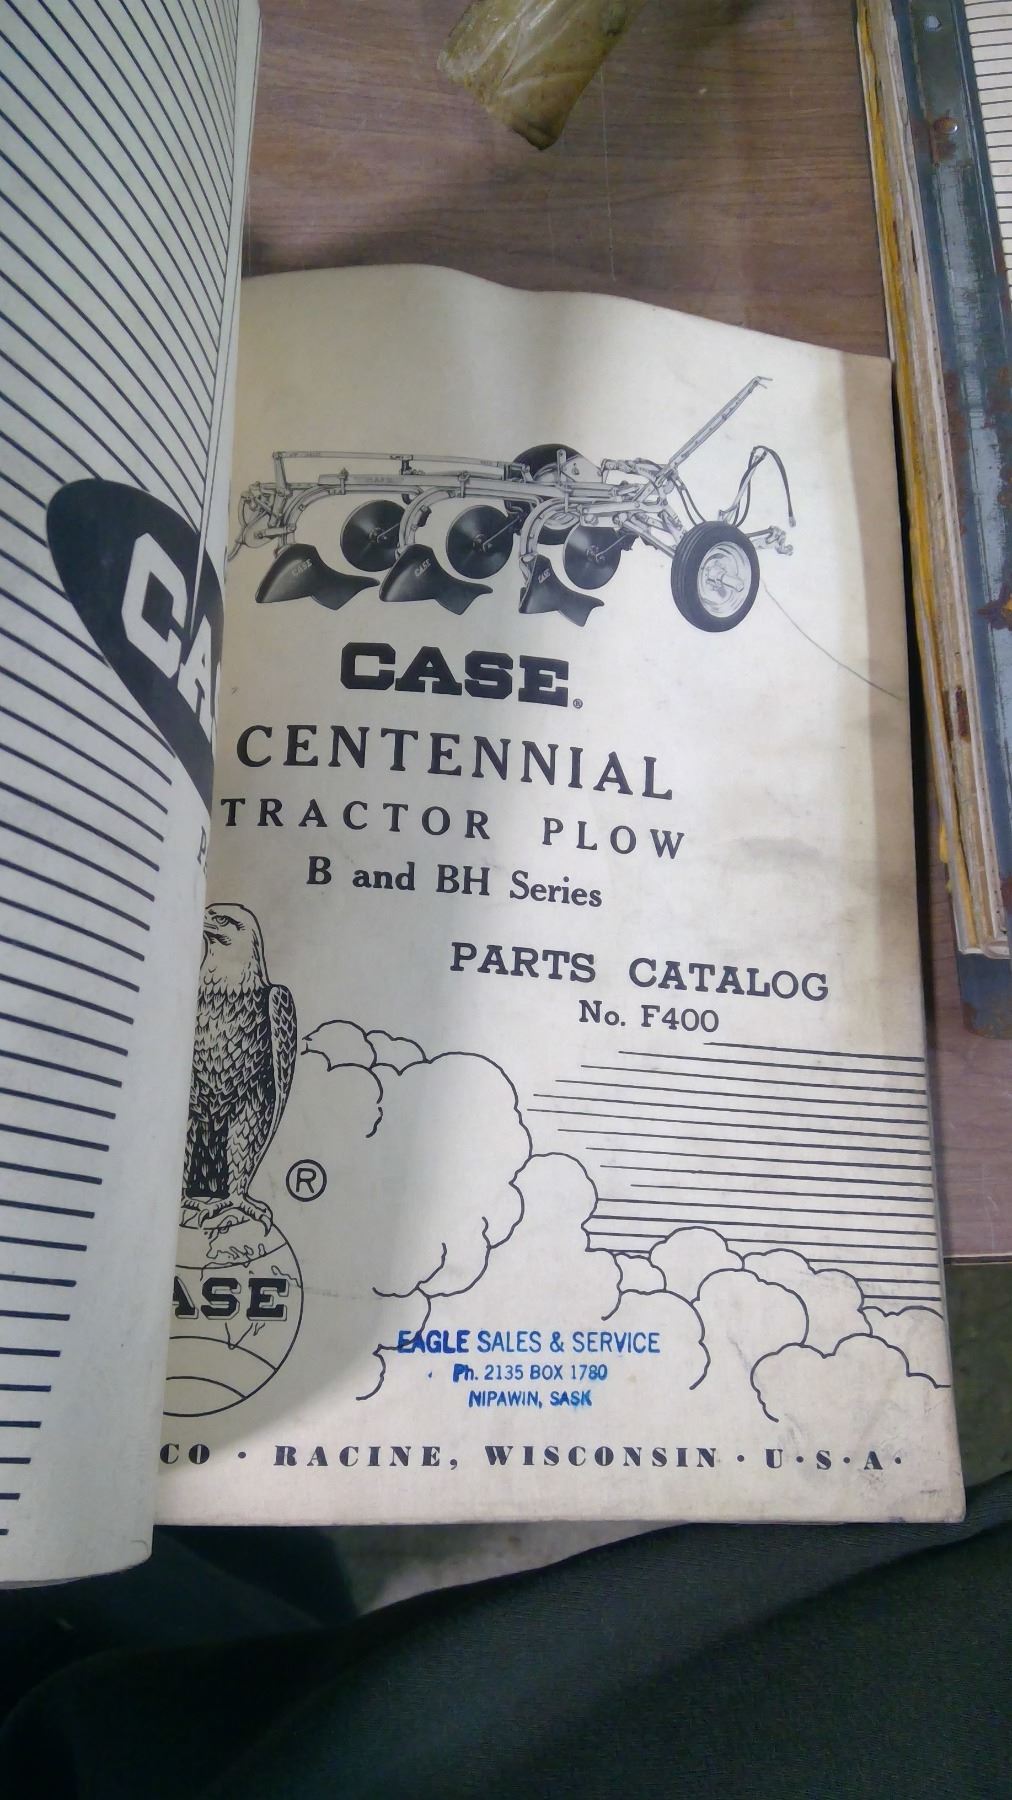 CASE
CASE
CASE
CASE®
CENTENNIAL
TRACTOR PLOW
B and BH Series
PARTS CATALOG
No. F400
®
ASE
EAGLE SALES & SERVICE
Ph. 2135 BOX 1780
NIPAWIN, SASK
CO · RACINE, WISCONSIN · U·S·A·
CA